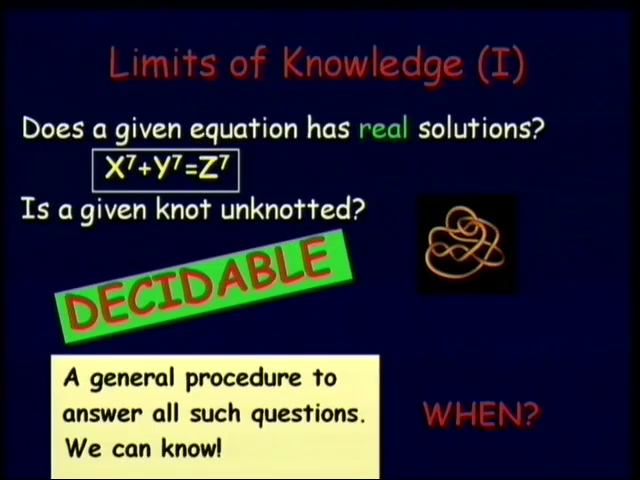 Limits of Knowledge (I)
Does a given equation has real solutions?
X⁷+Y⁷=Z⁷
Is a given knot unknotted?
DECIDABLE
A general procedure to
answer all such questions.
We can know!
WHEN?